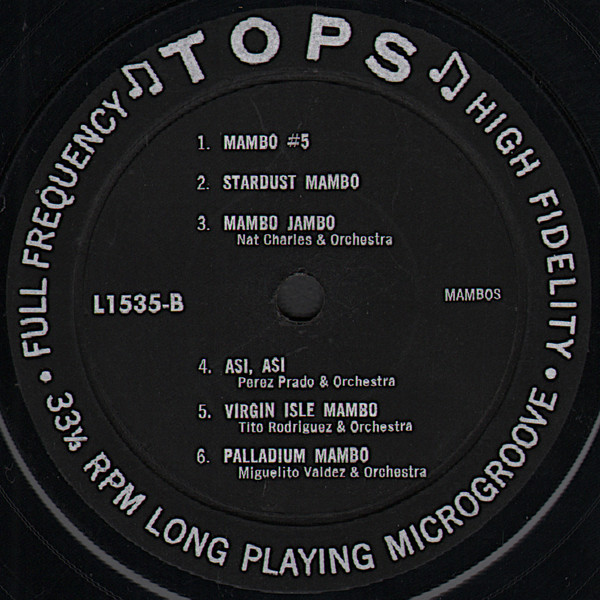 ♫ TOPS ♫
FULL FREQUENCY
HIGH FIDELITY
1. MAMBO #5
2. STARDUST MAMBO
3. MAMBO JAMBO
Nat Charles & Orchestra
L1535-B
MAMBOS
4. ASI, ASI
Perez Prado & Orchestra
5. VIRGIN ISLE MAMBO
Tito Rodriguez & Orchestra
6. PALLADIUM MAMBO
Miguelito Valdez & Orchestra
• 33⅓ RPM LONG PLAYING MICROGROOVE •